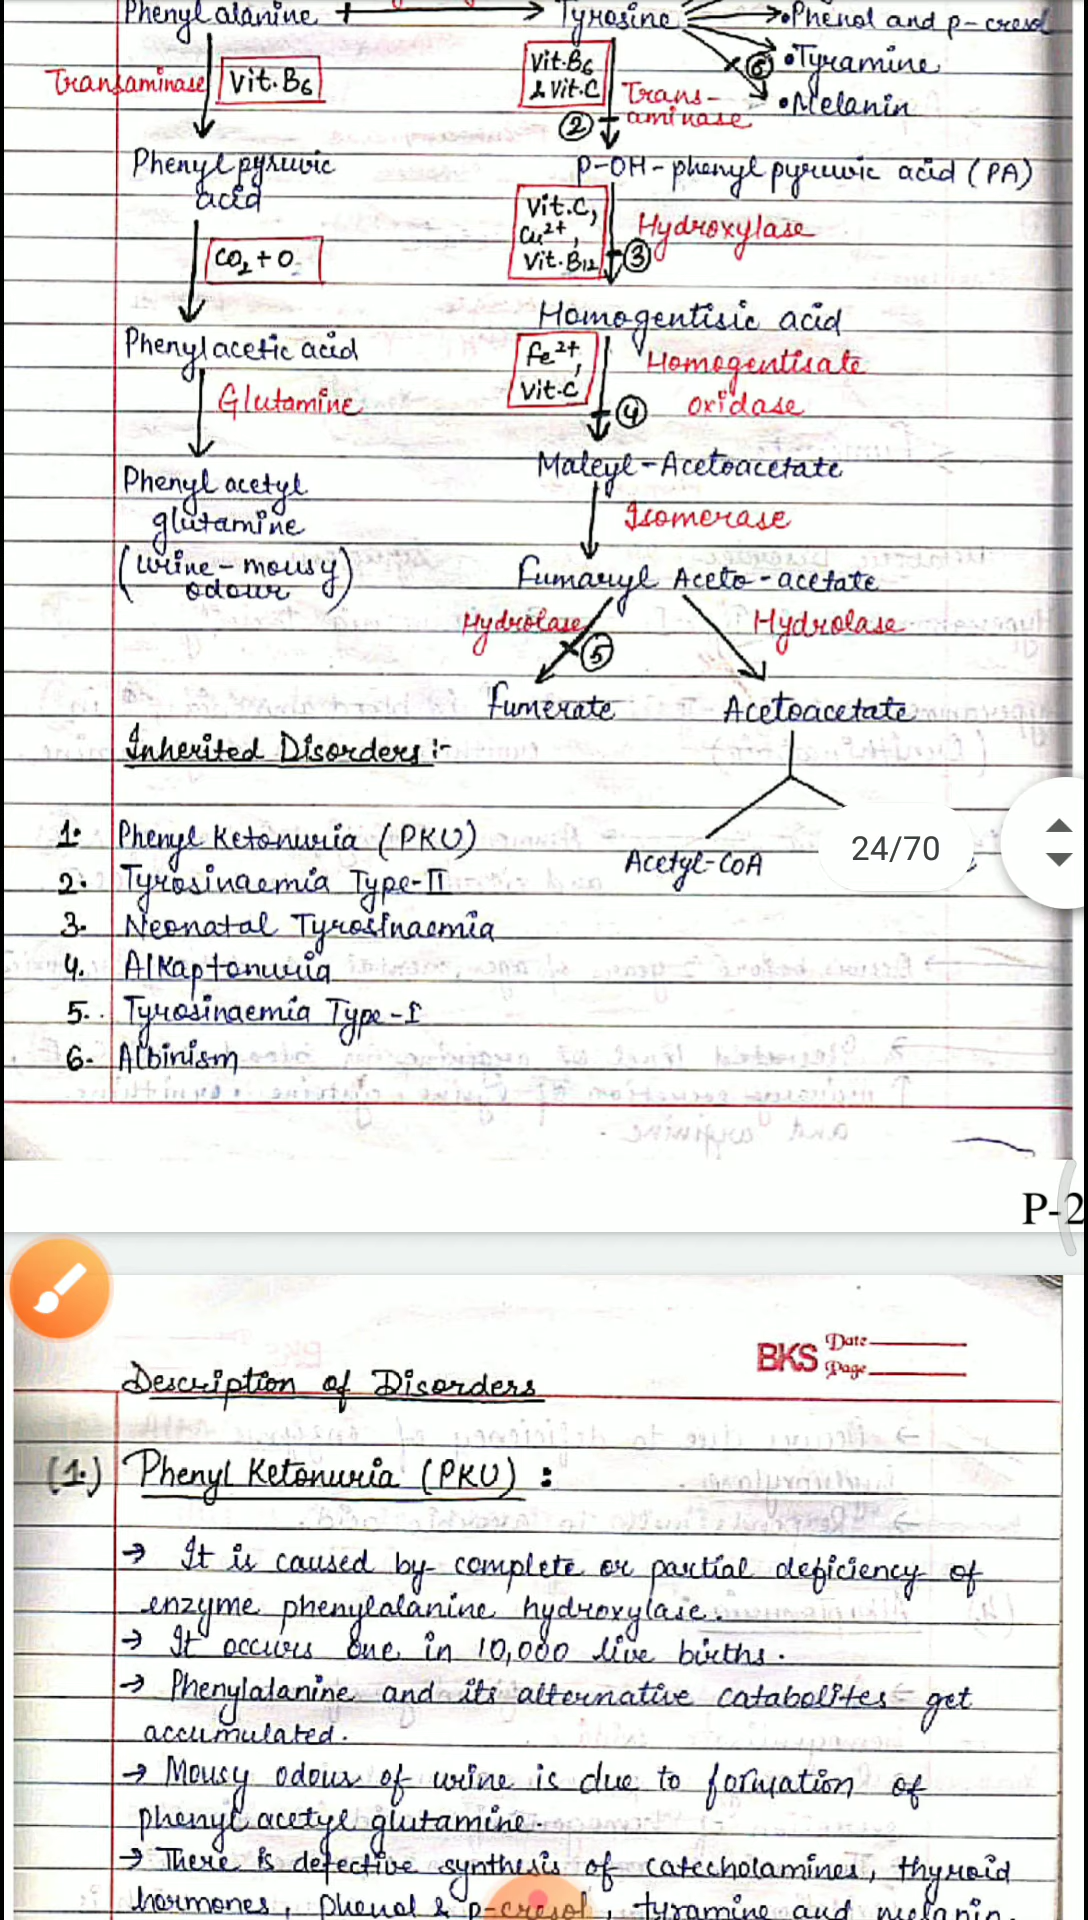 Phenyl alanine
Tyrosine
•Phenol and p-cresol
6 •Tyramine
•Melanin
Transaminase
Vit.B6
Vit.B6
& Vit.C
Trans-
aminase
2
Phenyl pyruvic
acid
P-OH-phenyl pyruvic acid (PA)
Vit.C,
Cu2+,
Vit.B12
Hydroxylase
3
CO2 + O
Homogentisic acid
Phenylacetic acid
Fe2+,
Vit.C
Homogentisate
oxidase
4
Glutamine
Maleyl-Acetoacetate
Phenyl acetyl
glutamine
(Urine-mousy
odour)
Isomerase
Fumaryl Aceto-acetate
Hydrolase
Hydrolase
5
Fumerate
Acetoacetate
Inherited Disorders :-
Acetyl-CoA
24/70
1. Phenyl Ketonuria (PKU)
2. Tyrosinaemia Type-II
3. Neonatal Tyrosinaemia
4. Alkaptonuria
5. Tyrosinaemia Type-I
6- Albinism
P-2
BKS Date
Page
Description of Disorders
(1.) Phenyl Ketonuria (PKU) :
→ It is caused by complete or partial deficiency of
enzyme phenylalanine hydroxylase.
→ It occurs one in 10,000 live births.
→ Phenylalanine and its alternative catabolites get
accumulated.
→ Mousy odour of urine is due to formation of
phenyl acetyl glutamine.
→ There is defective synthesis of catecholamines, thyroid
hormones, phenol & p-cresol, tyramine and melanin.